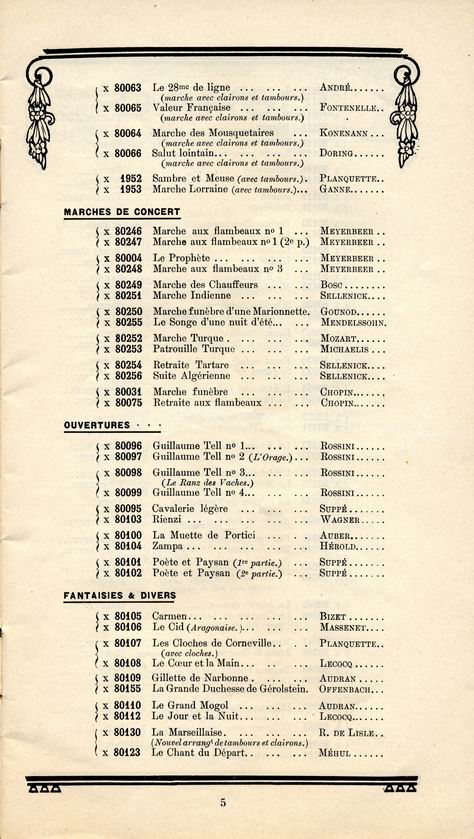 x 80063 Le 28me de ligne ... ... ... ANDRÉ.......
(marche avec clairons et tambours.)
x 80065 Valeur Française ... ... ... FONTENELLE..
(marche avec clairons et tambours.)
x 80064 Marche des Mousquetaires ... KONENANN ...
(marche avec clairons et tambours.)
x 80066 Salut lointain... ... ... ... DORING......
(marche avec clairons et tambours.)
x 1952 Sambre et Meuse (avec tambours.). PLANQUETTE..
x 1953 Marche Lorraine (avec tambours.)... GANNE.......
MARCHES DE CONCERT
x 80246 Marche aux flambeaux no 1 ... MEYERBEER ..
x 80247 Marche aux flambeaux no 1 (2e p.) MEYERBEER ..
x 80004 Le Prophète ... ... ... ... MEYERBEER ..
x 80248 Marche aux flambeaux no 3 ... MEYERBEER ..
x 80249 Marche des Chauffeurs ... ... BOSC ........
x 80251 Marche Indienne ... ... ... SELLENICK....
x 80250 Marche funèbre d'une Marionnette. GOUNOD......
x 80255 Le Songe d'une nuit d'été... ... MENDELSSOHN.
x 80252 Marche Turque . ... ... ... MOZART......
x 80253 Patrouille Turque ... ... ... MICHAELIS ...
x 80254 Retraite Tartare ... ... ... SELLENICK....
x 80256 Suite Algérienne ... ... ... SELLENICK....
x 80031 Marche funèbre ... ... ... CHOPIN......
x 80075 Retraite aux flambeaux ... ... CHOPIN......
OUVERTURES · · ·
x 80096 Guillaume Tell no 1... ... ... ROSSINI......
x 80097 Guillaume Tell no 2 (L'Orage.)... ROSSINI......
x 80098 Guillaume Tell no 3... ... ... ROSSINI......
(Le Ranz des Vaches.)
x 80099 Guillaume Tell no 4... ... ... ROSSINI......
x 80095 Cavalerie légère ... ... ... SUPPÉ.......
x 80103 Rienzi ... ... ... ... ... WAGNER.....
x 80100 La Muette de Portici ... ... AUBER.......
x 80104 Zampa ... ... ... ... ... HÉROLD......
x 80101 Poète et Paysan (1re partie.) ... SUPPÉ.......
x 80102 Poète et Paysan (2e partie.) ... SUPPÉ.......
FANTAISIES & DIVERS
x 80105 Carmen... ... ... ... ... BIZET .......
x 80106 Le Cid (Aragonaise.)... ... ... MASSENET....
x 80107 Les Cloches de Corneville.. . . PLANQUETTE..
(avec cloches.)
x 80108 Le Cœur et la Main... ... ... LECOCQ ......
x 80109 Gillette de Narbonne . ... ... AUDRAN .....
x 80155 La Grande Duchesse de Gérolstein. OFFENBACH...
x 80110 Le Grand Mogol ... ... ... AUDRAN......
x 80112 Le Jour et la Nuit... ... ... LECOCQ......
x 80130 La Marseillaise. ... ... ... R. DE LISLE..
(Nouvel arrangt de tambours et clairons.)
x 80123 Le Chant du Départ.. ... ... MÉHUL ......
5